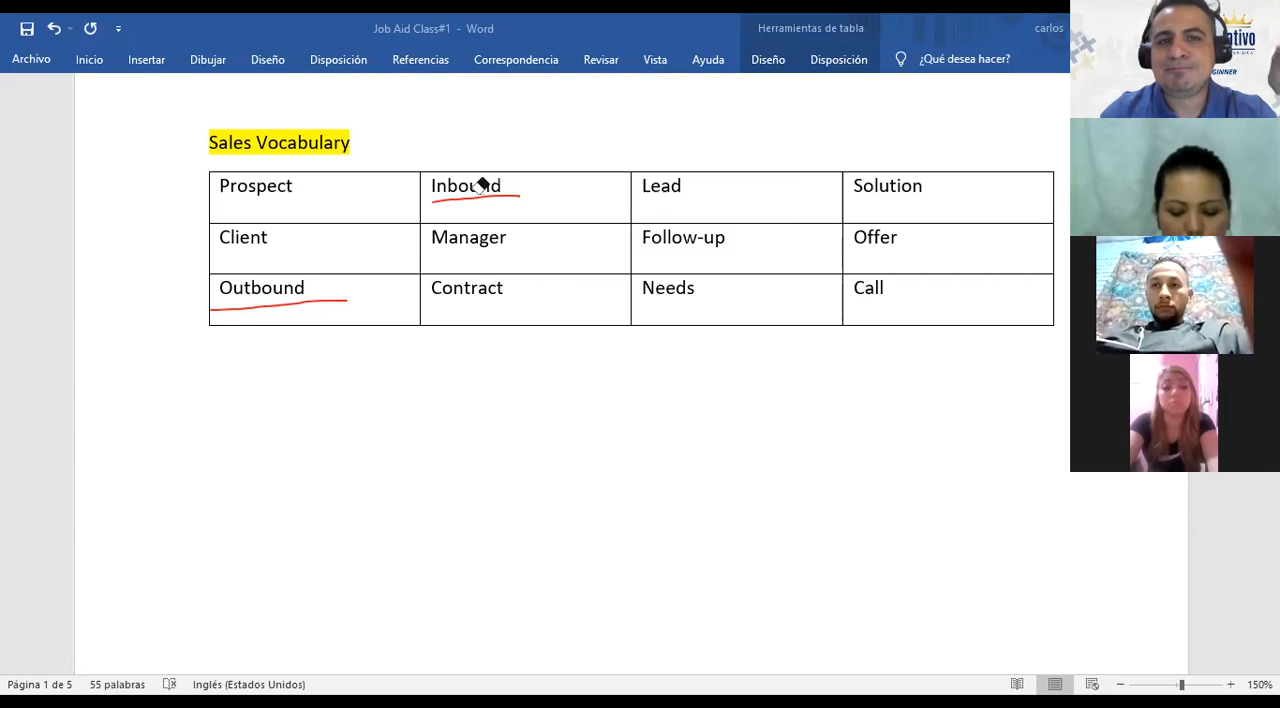 Job Aid Class#1 - Word
Herramientas de tabla
carlos
Archivo Inicio Insertar Dibujar Diseño Disposición Referencias Correspondencia Revisar Vista Ayuda Diseño Disposición ¿Qué desea hacer?
Sales Vocabulary
Prospect Inbound Lead Solution
Client Manager Follow-up Offer
Outbound Contract Needs Call
Página 1 de 5 55 palabras Inglés (Estados Unidos) 150%